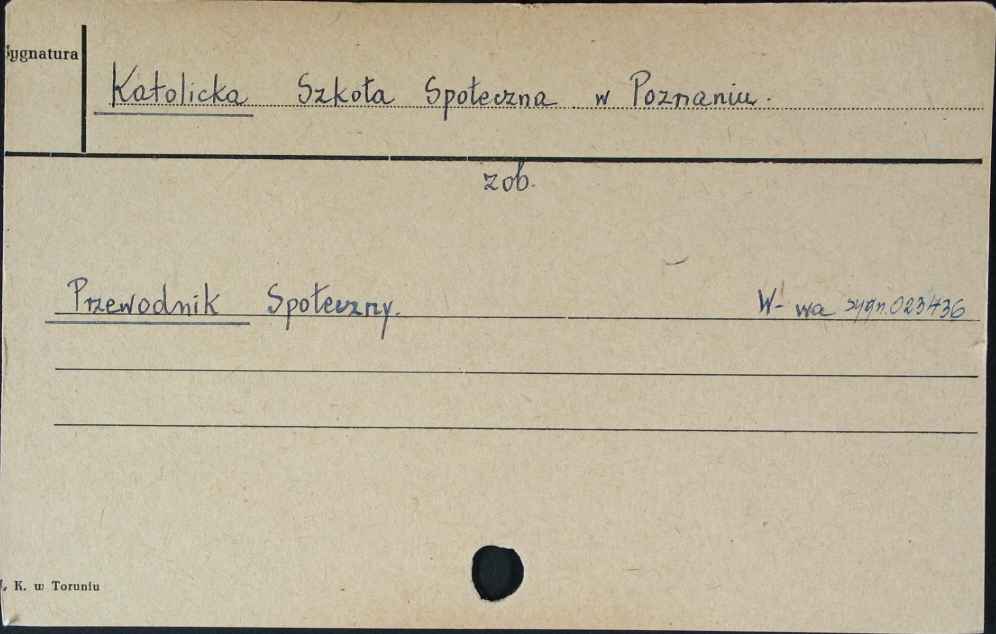 Sygnatura
Katolicka Szkoła Społeczna w Poznaniu.
zob.
Przewodnik Społeczny. W-wa sygn. 023436
K. w Toruniu